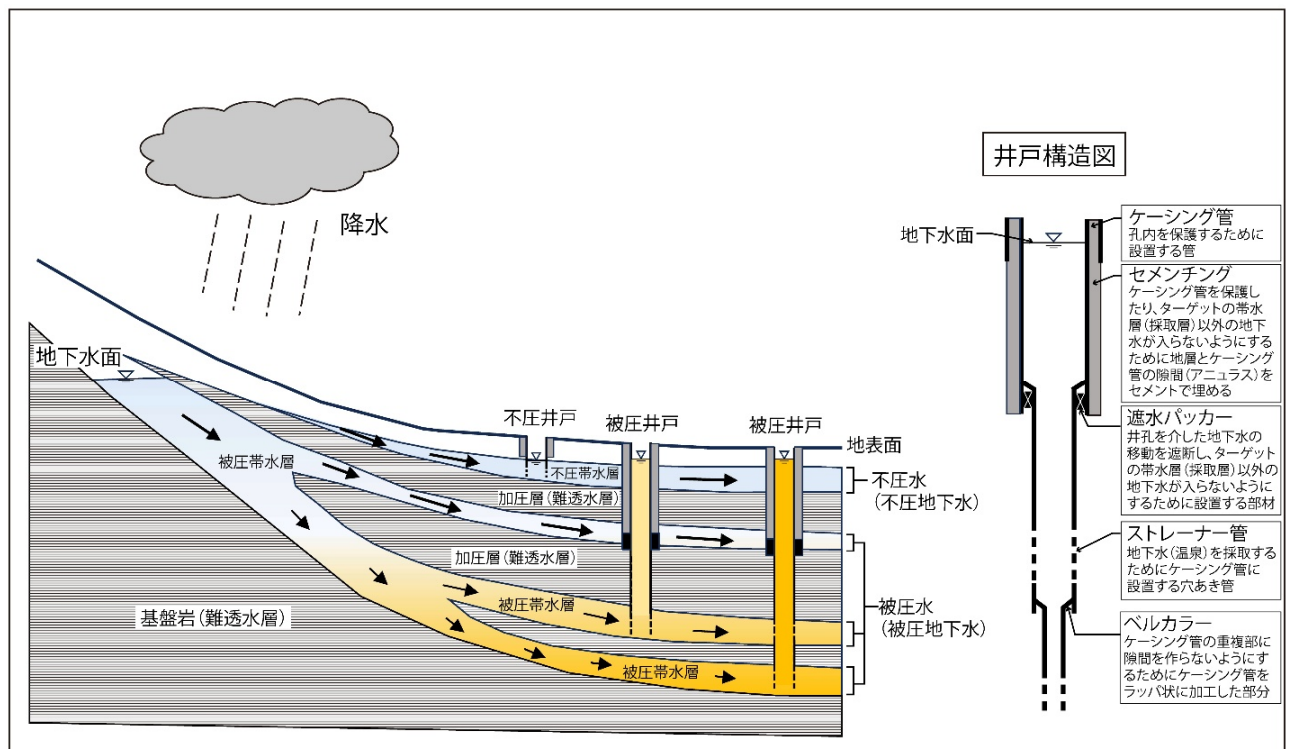 降水
地下水面
不圧井戸
被圧井戸
被圧井戸
地表面
被圧帯水層
不圧帯水層
加圧層(難透水層)
不圧水
(不圧地下水)
加圧層(難透水層)
基盤岩(難透水層)
被圧帯水層
被圧水
(被圧地下水)
被圧帯水層
井戸構造図
地下水面
ケーシング管
孔内を保護するために
設置する管
セメンチング
ケーシング管を保護し
たり、ターゲットの帯水
層(採取層)以外の地下
水が入らないようにする
ために地層とケーシング
管の隙間(アニュラス)を
セメントで埋める
遮水パッカー
井孔を介した地下水の
移動を遮断し、ターゲット
の帯水層(採取層)以外の
地下水が入らないように
するために設置する部材
ストレーナー管
地下水(温泉)を採取する
ためにケーシング管に
設置する穴あき管
ベルカラー
ケーシング管の重複部に
隙間を作らないようにす
るためにケーシング管を
ラッパ状に加工した部分